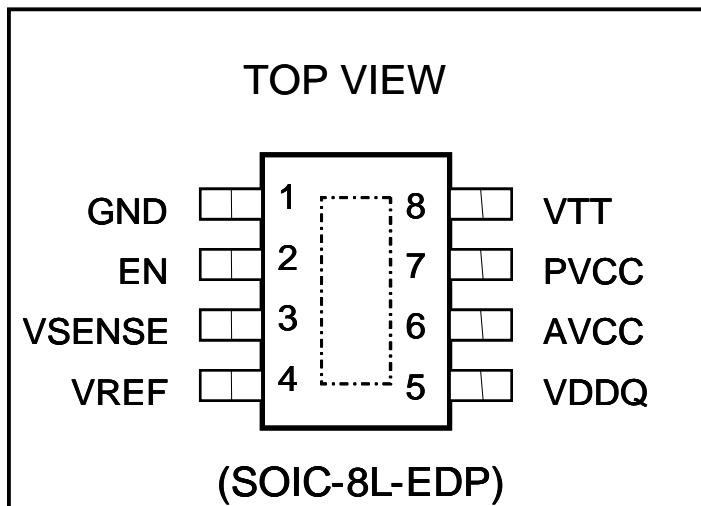 TOP VIEW
GND 1 8 VTT
EN 2 7 PVCC
VSENSE 3 6 AVCC
VREF 4 5 VDDQ
(SOIC-8L-EDP)